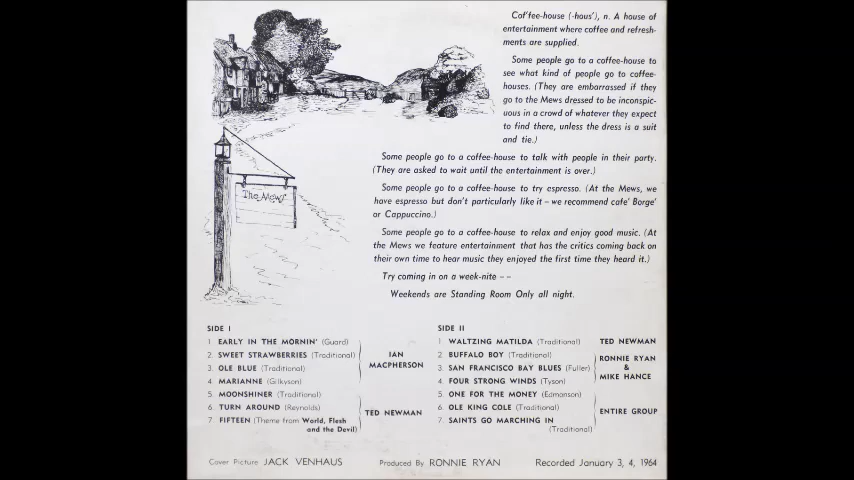 Cof'fee-house (-hous'), n. A house of
entertainment where coffee and refresh-
ments are supplied.
Some people go to a coffee-house to
see what kind of people go to coffee-
houses. (They are embarrassed if they
go to the Mews dressed to be inconspic-
uous in a crowd of whatever they expect
to find there, unless the dress is a suit
and tie.)
Some people go to a coffee-house to talk with people in their party.
(They are asked to wait until the entertainment is over.)
Some people go to a coffee-house to try espresso. (At the Mews, we
have espresso but don't particularly like it – we recommend cafe' Borge'
or Cappuccino.)
Some people go to a coffee-house to relax and enjoy good music. (At
the Mews we feature entertainment that has the critics coming back on
their own time to hear music they enjoyed the first time they heard it.)
Try coming in on a week-nite – –
Weekends are Standing Room Only all night.
The Mews
SIDE I
1. EARLY IN THE MORNIN' (Guard)
2. SWEET STRAWBERRIES (Traditional)
3. OLE BLUE (Traditional)
4. MARIANNE (Gilkyson)
IAN
MACPHERSON
5. MOONSHINER (Traditional)
6. TURN AROUND (Reynolds)
7. FIFTEEN (Theme from World, Flesh
and the Devil)
TED NEWMAN
SIDE II
1. WALTZING MATILDA (Traditional) TED NEWMAN
2. BUFFALO BOY (Traditional)
3. SAN FRANCISCO BAY BLUES (Fuller)
4. FOUR STRONG WINDS (Tyson)
RONNIE RYAN
&
MIKE HANCE
5. ONE FOR THE MONEY (Edmonson)
6. OLE KING COLE (Traditional)
7. SAINTS GO MARCHING IN
(Traditional)
ENTIRE GROUP
Cover Picture JACK VENHAUS Produced By RONNIE RYAN Recorded January 3, 4, 1964